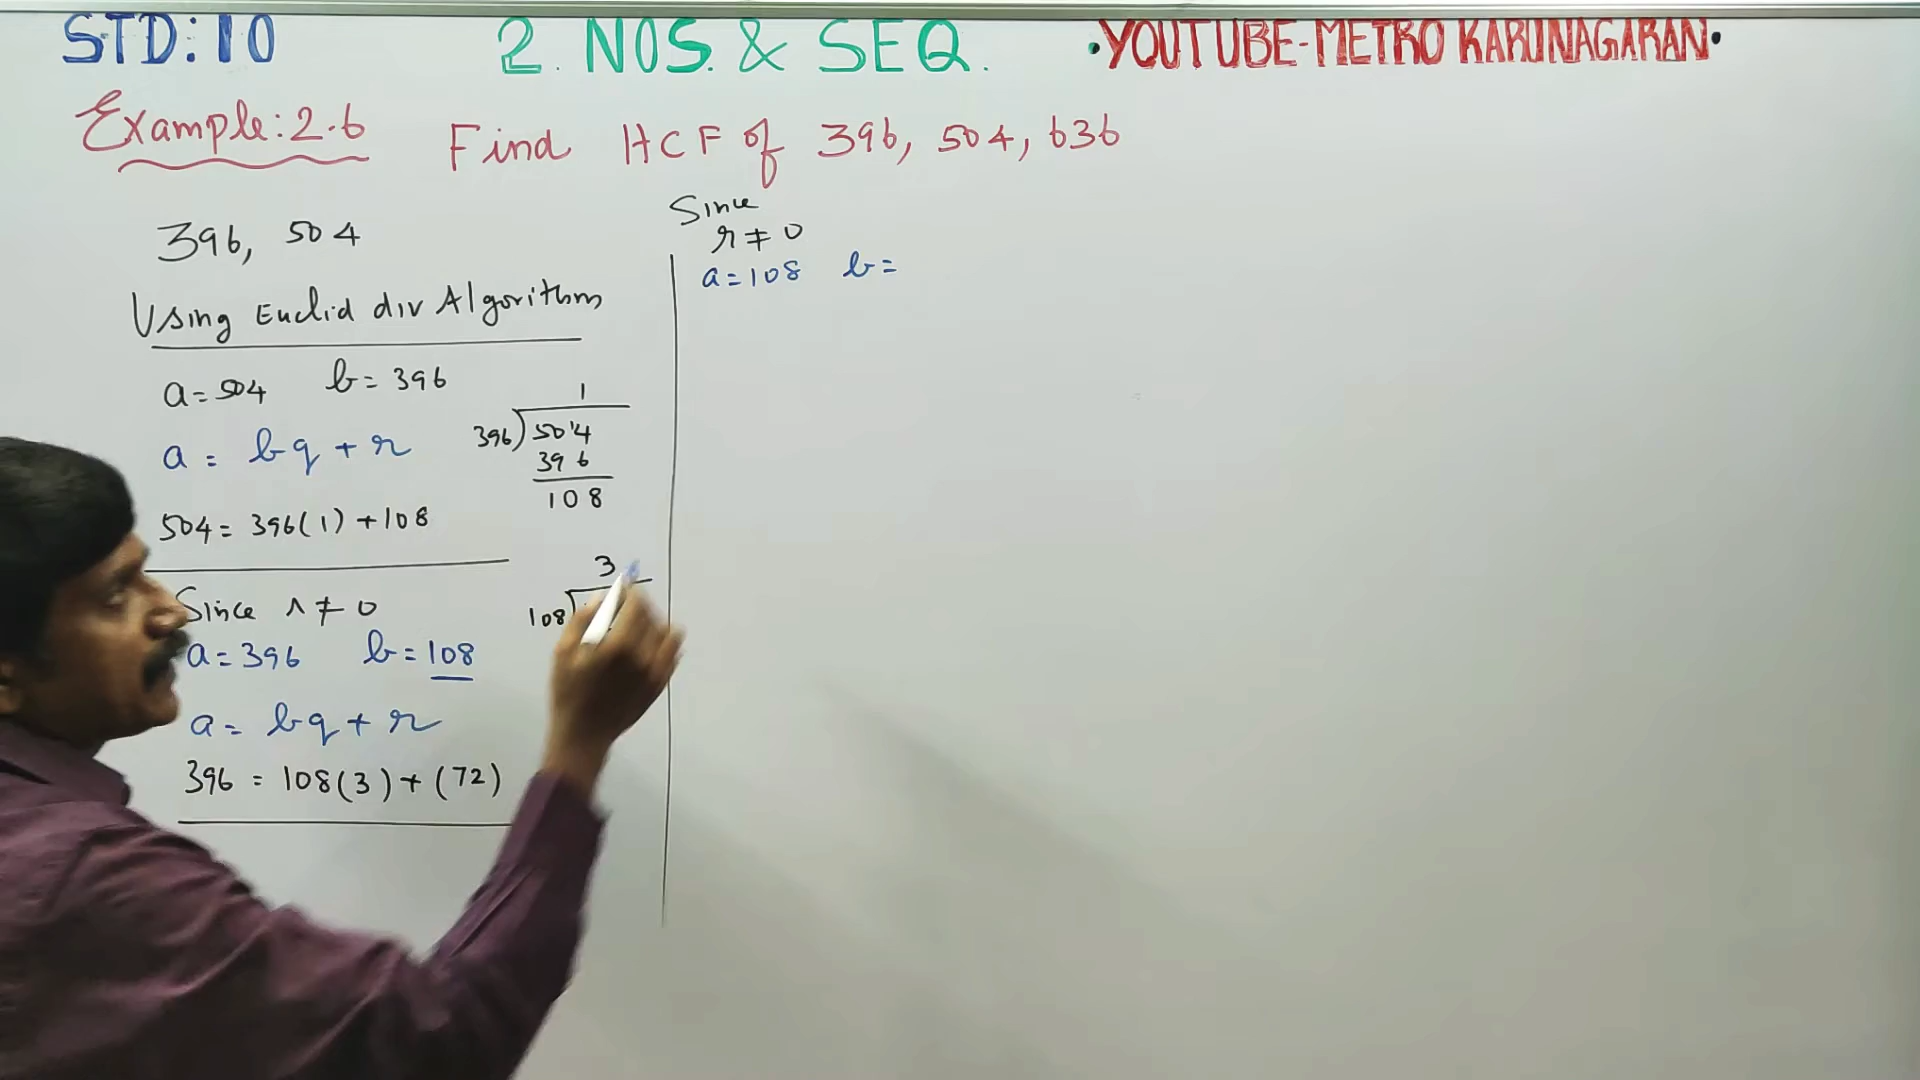 STD: 10
2. NOS. & SEQ.
•YOUTUBE-METRO KARUNAGARAN•
Example: 2.6 Find HCF of 396, 504, 636
396, 504
Using Euclid div Algorithm
a = 504 b = 396
a = bq + r
504 = 396(1) + 108
1
396)504
396
108
Since r ≠ 0
a = 396 b = 108
a = bq + r
396 = 108(3) + (72)
3
108)
Since
r ≠ 0
a = 108 b =